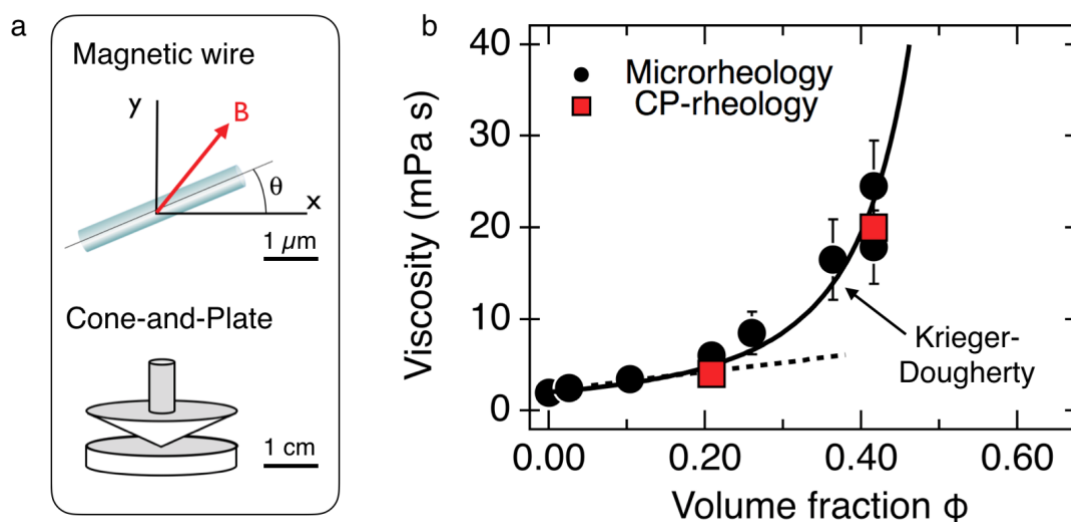 a
Magnetic wire
y
B
θ
x
1 μm
Cone-and-Plate
1 cm
b
Microrheology
CP-rheology
Krieger-
Dougherty
Viscosity (mPa s)
40
30
20
10
0
0.00 0.20 0.40 0.60
Volume fraction ϕ